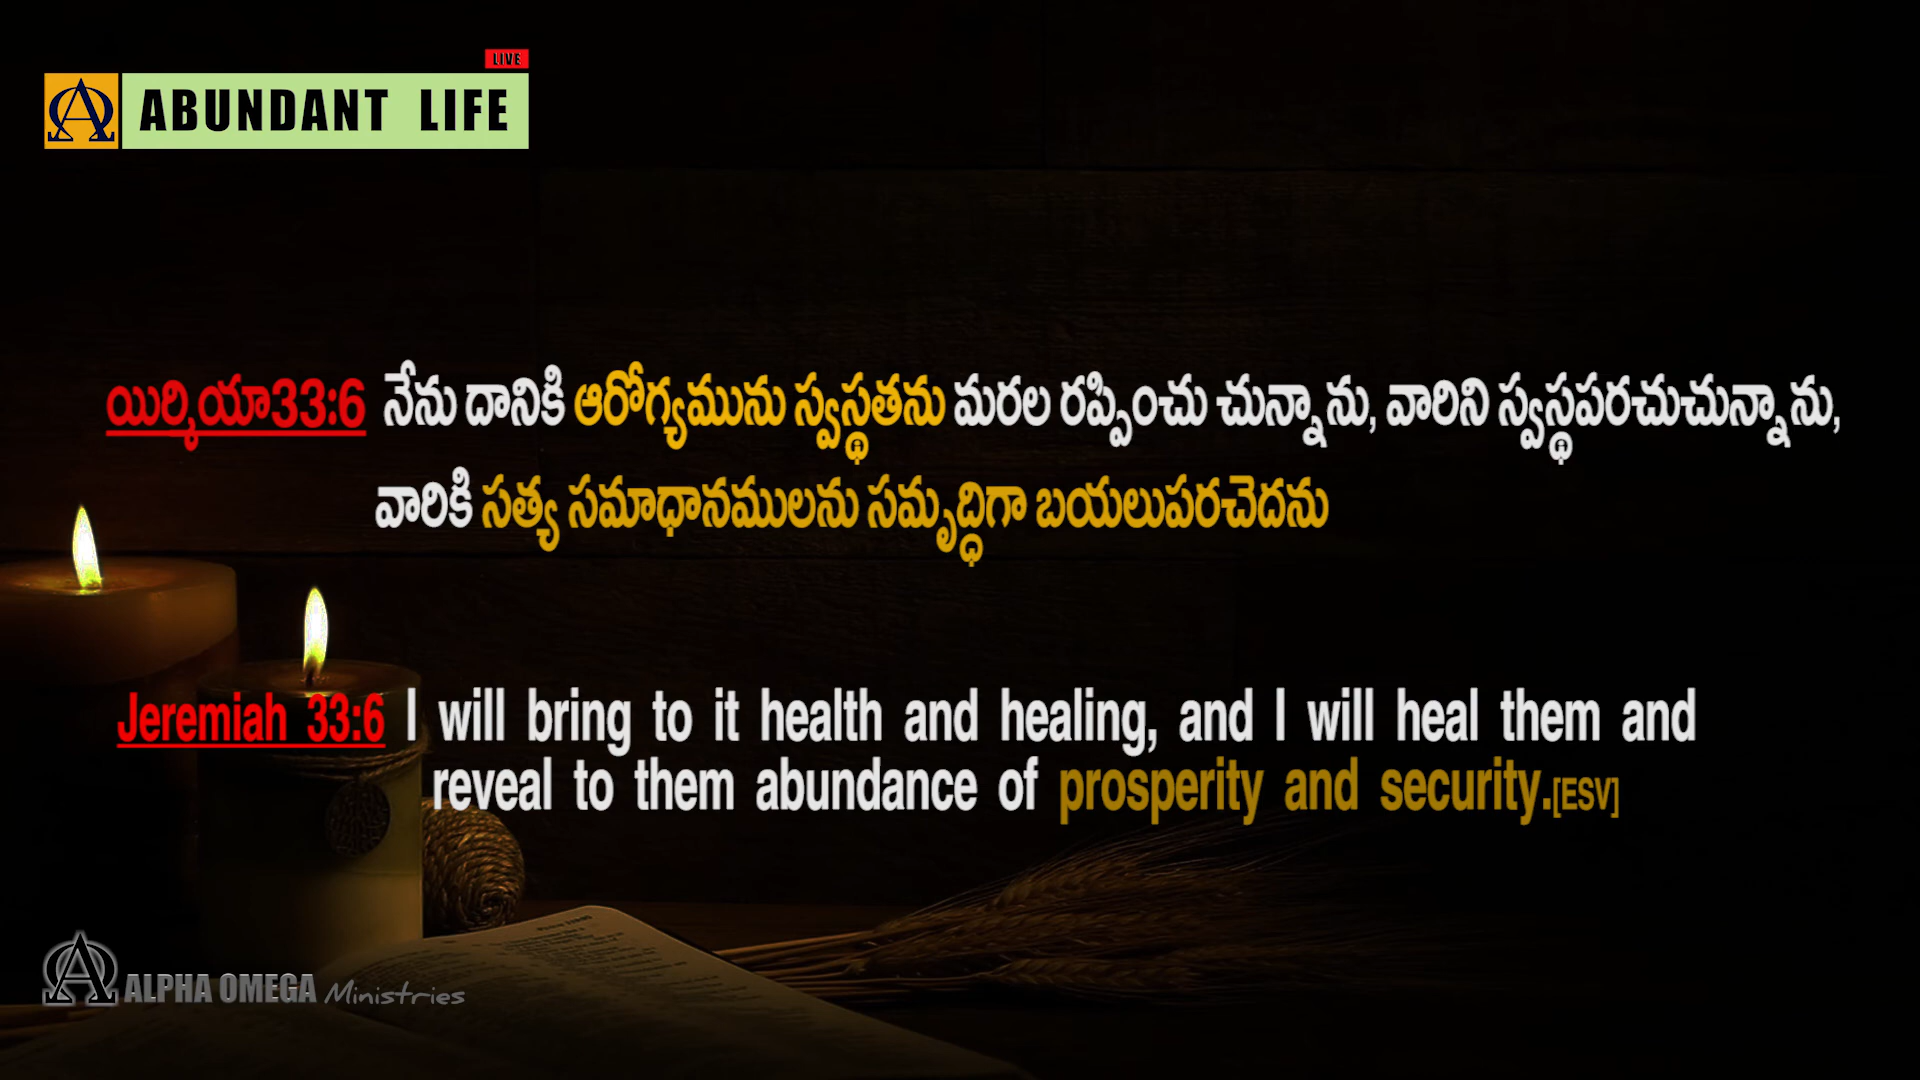 LIVE
ABUNDANT LIFE
యిర్మియా33:6 నేను దానికి ఆరోగ్యమును స్వస్థతను మరల రప్పించు చున్నాను, వారిని స్వస్థపరచుచున్నాను,
వారికి సత్య సమాధానములను సమృద్ధిగా బయలుపరచెదను
Jeremiah 33:6 I will bring to it health and healing, and I will heal them and
reveal to them abundance of prosperity and security.[ESV]
ALPHA OMEGA Ministries